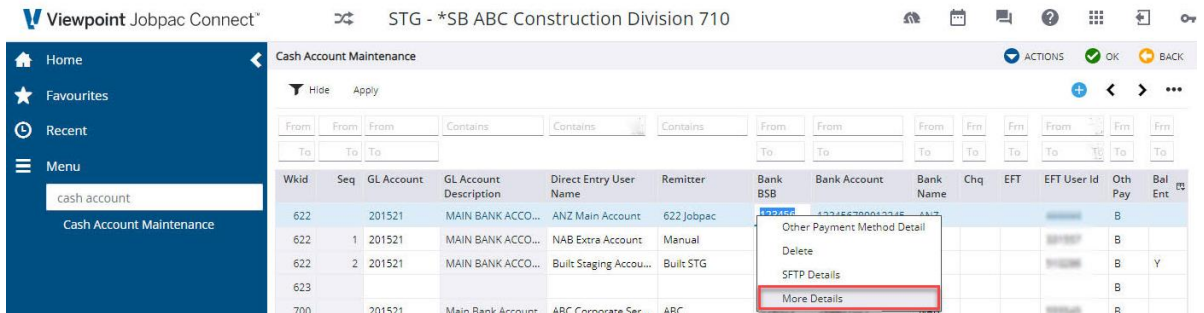 Viewpoint Jobpac Connect™ STG - *SB ABC Construction Division 710
Home
Favourites
Recent
Menu
cash account
Cash Account Maintenance
Cash Account Maintenance ACTIONS OK BACK
Hide Apply
From From From Contains Contains Contains From From From Frn Frn From Frn Frn
To To To To To To To To To To To
Wkid Seq GL Account GL Account Description Direct Entry User Name Remitter Bank BSB Bank Account Bank Name Chq EFT EFT User Id Oth Pay Bal Ent
622 201521 MAIN BANK ACCO... ANZ Main Account 622 Jobpac 123456 ANZ B
622 1 201521 MAIN BANK ACCO... NAB Extra Account Manual B
622 2 201521 MAIN BANK ACCO... Built Staging Accou... Built STG B Y
623 B
700 201521 Main Bank Account ABC Corporate Ser... ABC B
Other Payment Method Detail
Delete
SFTP Details
More Details